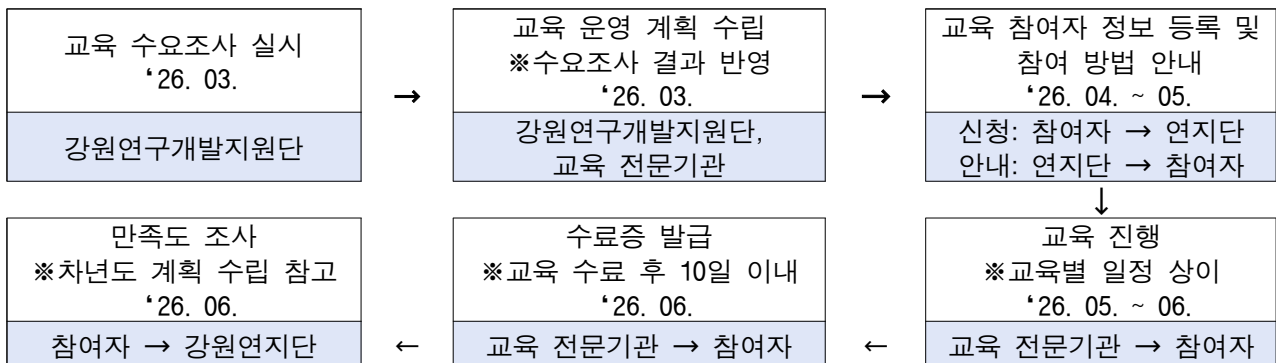 교육 수요조사 실시
‘26. 03.
강원연구개발지원단
→
교육 운영 계획 수립
※수요조사 결과 반영
‘26. 03.
강원연구개발지원단,
교육 전문기관
→
교육 참여자 정보 등록 및
참여 방법 안내
‘26. 04. ~ 05.
신청: 참여자 → 연지단
안내: 연지단 → 참여자
↓
교육 진행
※교육별 일정 상이
‘26. 05. ~ 06.
교육 전문기관 → 참여자
←
수료증 발급
※교육 수료 후 10일 이내
‘26. 06.
교육 전문기관 → 참여자
←
만족도 조사
※차년도 계획 수립 참고
‘26. 06.
참여자 → 강원연지단